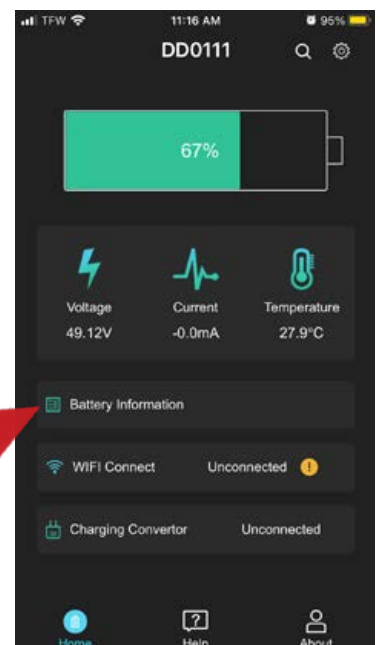 TFW 11:16 AM 95%
DD0111
67%
Voltage Current Temperature
49.12V -0.0mA 27.9°C
Battery Information
WIFI Connect Unconnected !
Charging Convertor Unconnected
?
Home Help About